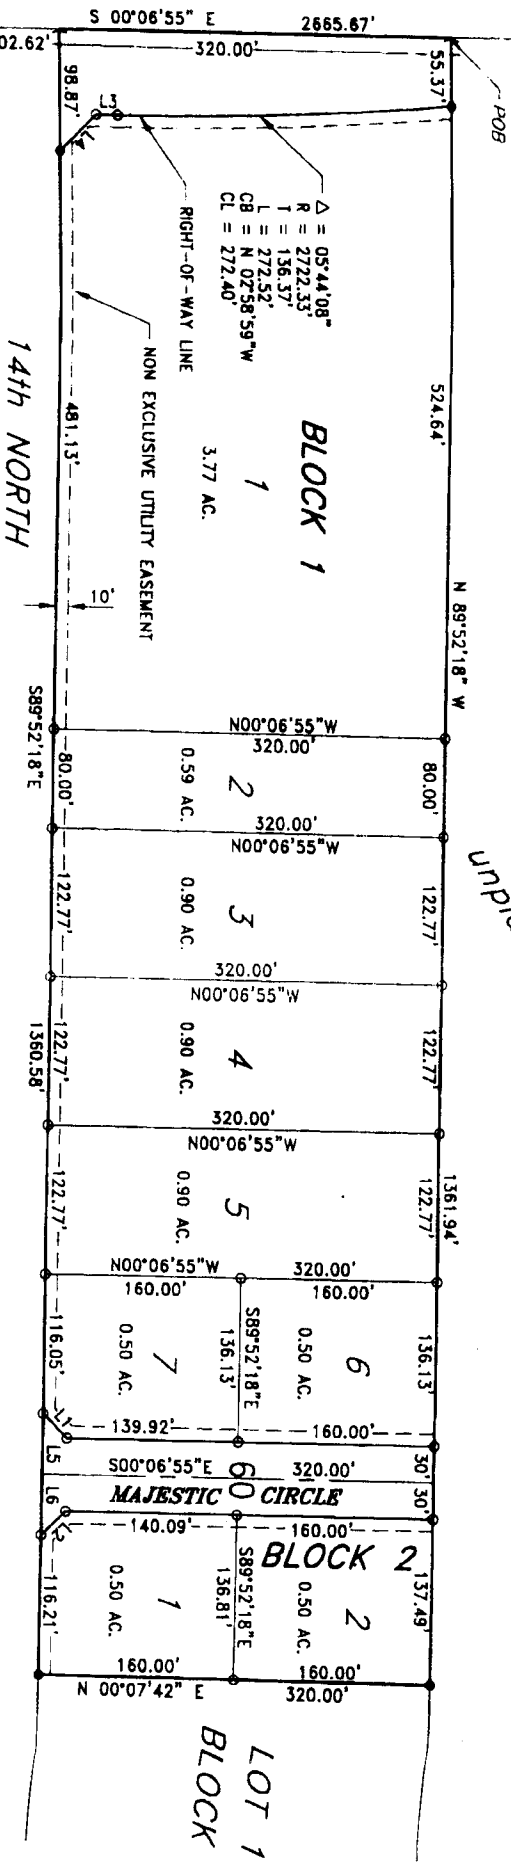 S 00°06'55" E
2665.67'
02.62'
320.00'
98.87'
L3
L4
55.37'
POB
Δ = 05°44'08"
R = 2722.33'
T = 136.37'
L = 272.52'
CB = N 02°58'59"W
CL = 272.40'
RIGHT-OF-WAY LINE
NON EXCLUSIVE UTILITY EASEMENT
524.64'
N 89°52'18" W
BLOCK 1
1
3.77 AC.
481.13'
14th NORTH
10'
S89°52'18"E
N00°06'55"W
320.00'
80.00'
2
0.59 AC.
80.00'
320.00'
N00°06'55"W
122.77'
3
0.90 AC.
122.77'
320.00'
N00°06'55"W
122.77'
4
0.90 AC.
122.77'
1360.58'
320.00'
N00°06'55"W
1361.94'
122.77'
5
0.90 AC.
122.77'
N00°06'55"W
320.00'
160.00'
160.00'
136.13'
6
0.50 AC.
S89°52'18"E
136.13'
7
0.50 AC.
116.05'
L1
139.92'
160.00'
L5
S00°06'55"E
320.00'
30'
60
MAJESTIC CIRCLE
30'
L6
L2
140.09'
160.00'
BLOCK 2
137.49'
2
0.50 AC.
S89°52'18"E
136.81'
1
0.50 AC.
116.21'
160.00'
160.00'
N 00°07'42" E
320.00'
LOT 1
BLOCK